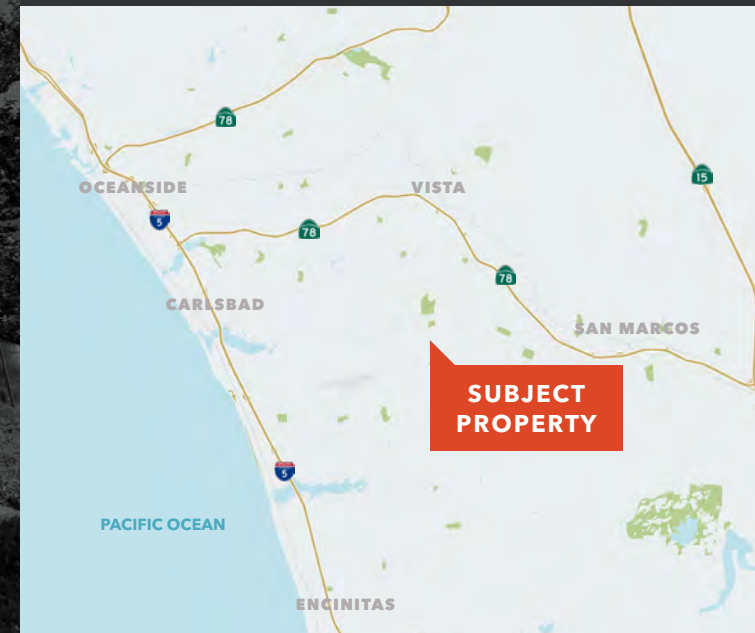 78
15
OCEANSIDE
VISTA
5
78
78
CARLSBAD
SAN MARCOS
SUBJECT
PROPERTY
5
PACIFIC OCEAN
ENCINITAS